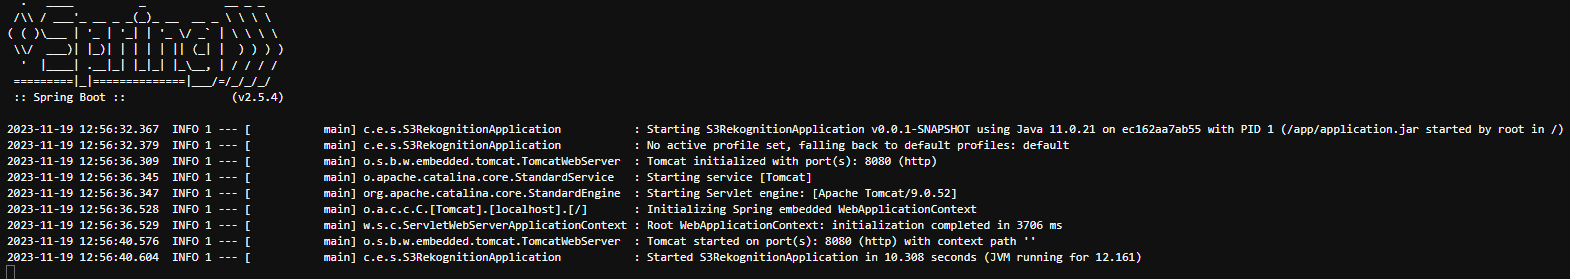 .   ____          _            __ _ _
 /\\ / ___'_ __ _ _(_)_ __  __ _ \ \ \ \
( ( )\___ | '_ | '_| | '_ \/ _` | \ \ \ \
 \\/  ___)| |_)| | | | | || (_| |  ) ) ) )
  '  |____| .__|_| |_|_| |_\__, | / / / /
 =========|_|==============|___/=/_/_/_/
 :: Spring Boot ::                (v2.5.4)

2023-11-19 12:56:32.367  INFO 1 --- [           main] c.e.s.S3RekognitionApplication           : Starting S3RekognitionApplication v0.0.1-SNAPSHOT using Java 11.0.21 on ec162aa7ab55 with PID 1 (/app/application.jar started by root in /)
2023-11-19 12:56:32.379  INFO 1 --- [           main] c.e.s.S3RekognitionApplication           : No active profile set, falling back to default profiles: default
2023-11-19 12:56:36.309  INFO 1 --- [           main] o.s.b.w.embedded.tomcat.TomcatWebServer  : Tomcat initialized with port(s): 8080 (http)
2023-11-19 12:56:36.345  INFO 1 --- [           main] o.apache.catalina.core.StandardService   : Starting service [Tomcat]
2023-11-19 12:56:36.347  INFO 1 --- [           main] org.apache.catalina.core.StandardEngine  : Starting Servlet engine: [Apache Tomcat/9.0.52]
2023-11-19 12:56:36.528  INFO 1 --- [           main] o.a.c.c.C.[Tomcat].[localhost].[/]       : Initializing Spring embedded WebApplicationContext
2023-11-19 12:56:36.529  INFO 1 --- [           main] w.s.c.ServletWebServerApplicationContext : Root WebApplicationContext: initialization completed in 3706 ms
2023-11-19 12:56:40.576  INFO 1 --- [           main] o.s.b.w.embedded.tomcat.TomcatWebServer  : Tomcat started on port(s): 8080 (http) with context path ''
2023-11-19 12:56:40.604  INFO 1 --- [           main] c.e.s.S3RekognitionApplication           : Started S3RekognitionApplication in 10.308 seconds (JVM running for 12.161)